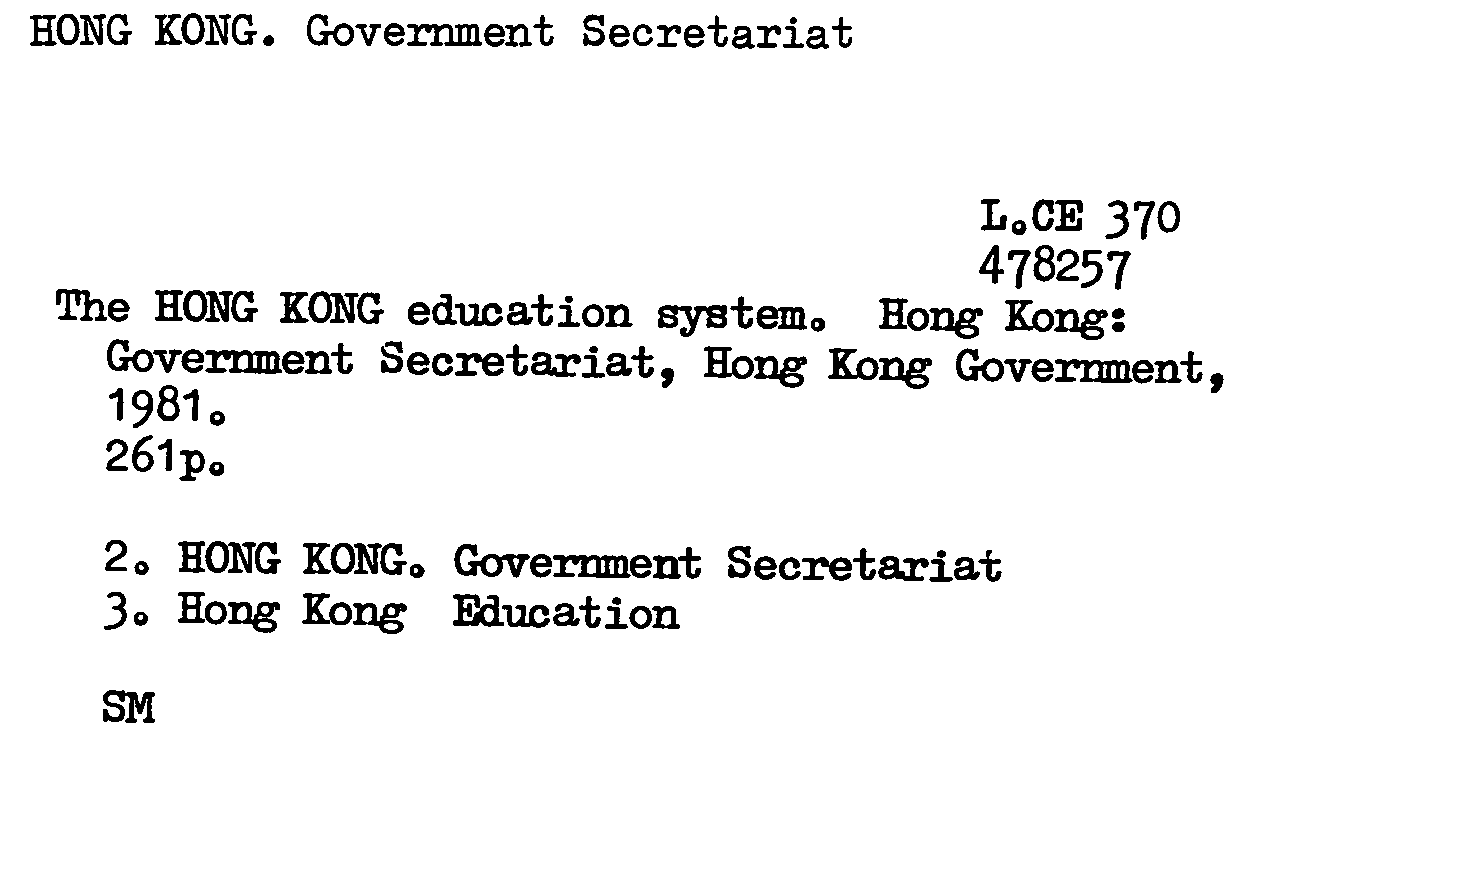 HONG KONG. Government Secretariat
L.CE 370
478257
The HONG KONG education system. Hong Kong:
Government Secretariat, Hong Kong Government,
1981.
261p.
2. HONG KONG. Government Secretariat
3. Hong Kong Education
SM